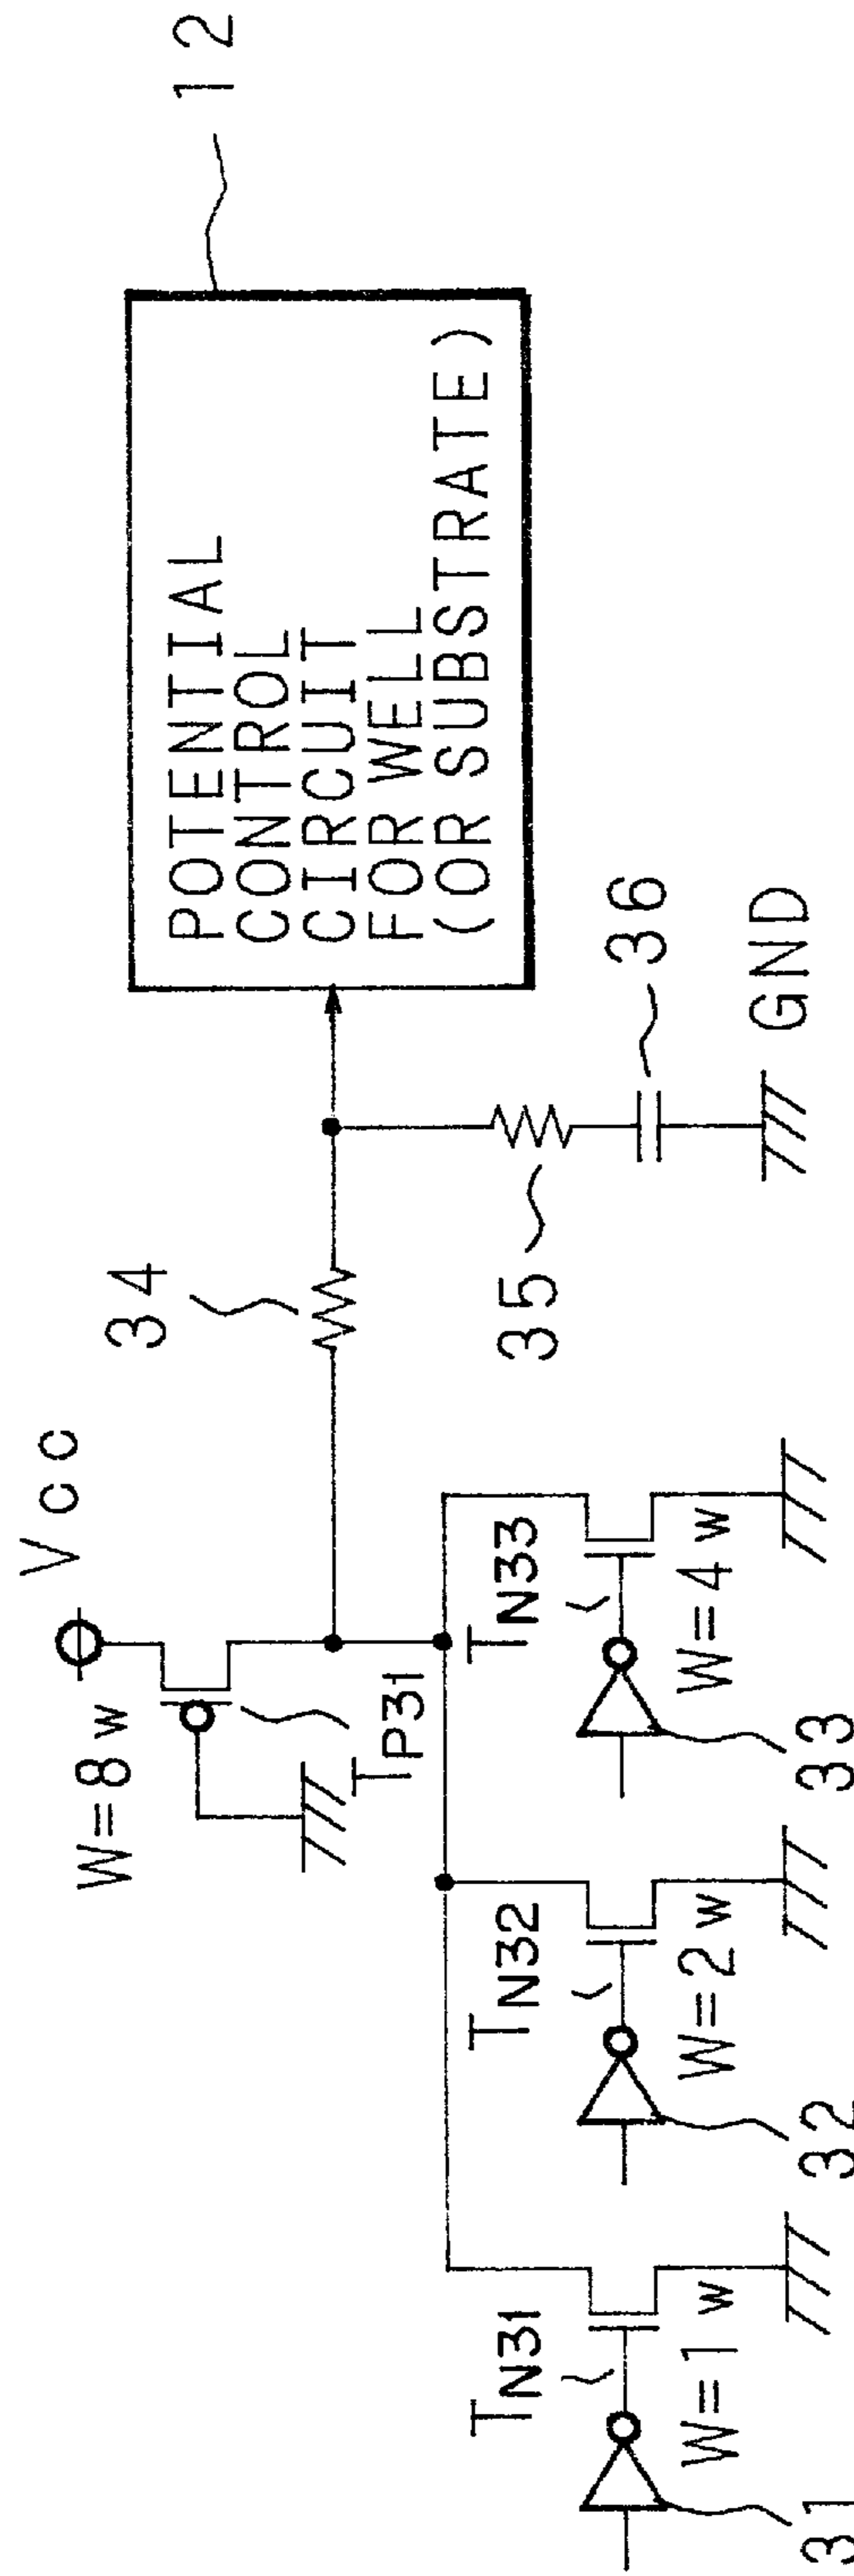 Vcc
W=8w
TP31
34
12
POTENTIAL
CONTROL
CIRCUIT
FOR WELL
(OR SUBSTRATE)
35
36
GND
TN31
W=1w
31
TN32
W=2w
32
TN33
W=4w
33